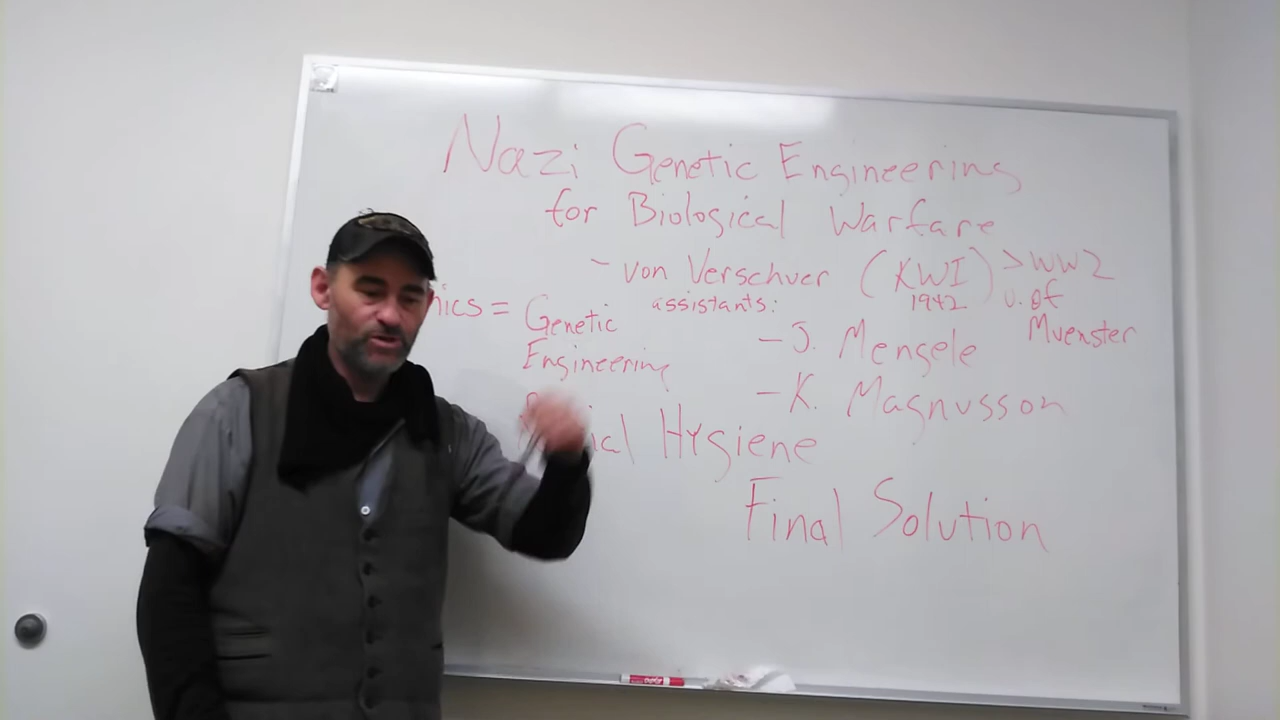 Nazi Genetic Engineering
for Biological Warfare
- von Verschuer (KWI) > WW2
1942 U. of
Muenster
assistants:
- J. Mengele
- K. Magnusson
nics = Genetic
Engineering
Hygiene
Final Solution